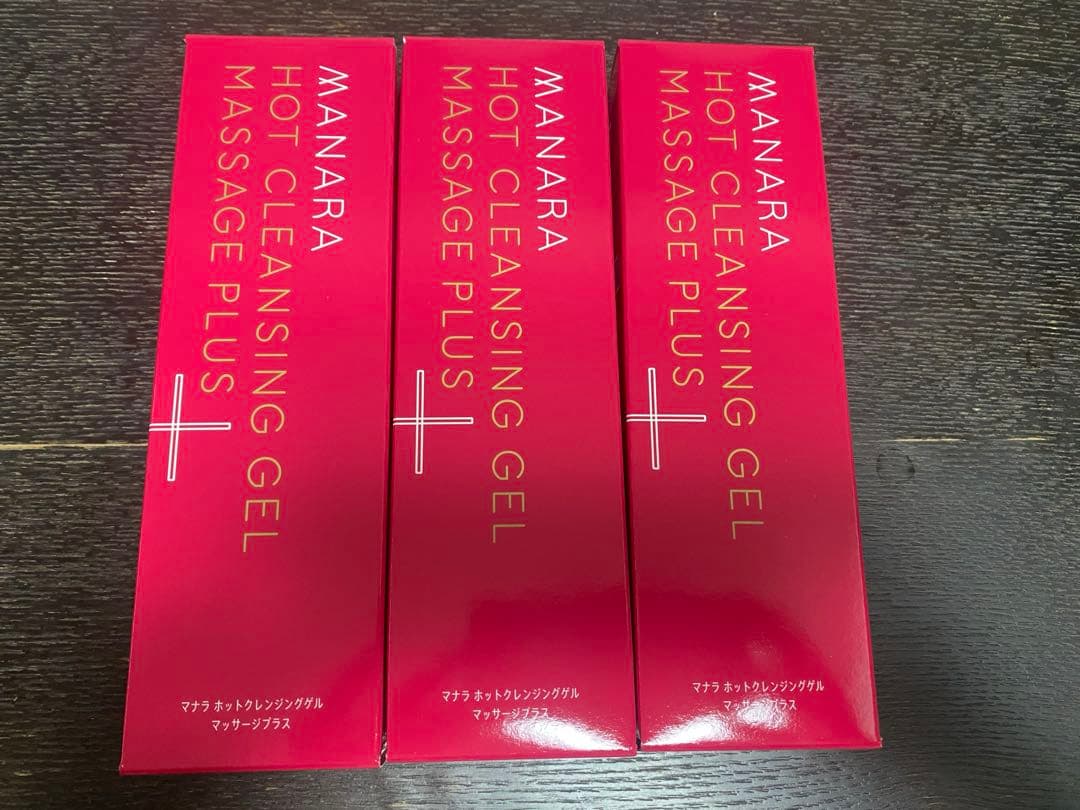 MANARA
HOT CLEANSING GEL
MASSAGE PLUS
マナラ ホットクレンジングゲル
マッサージプラス
MANARA
HOT CLEANSING GEL
MASSAGE PLUS
マナラ ホットクレンジングゲル
マッサージプラス
MANARA
HOT CLEANSING GEL
MASSAGE PLUS
マナラ ホットクレンジングゲル
マッサージプラス